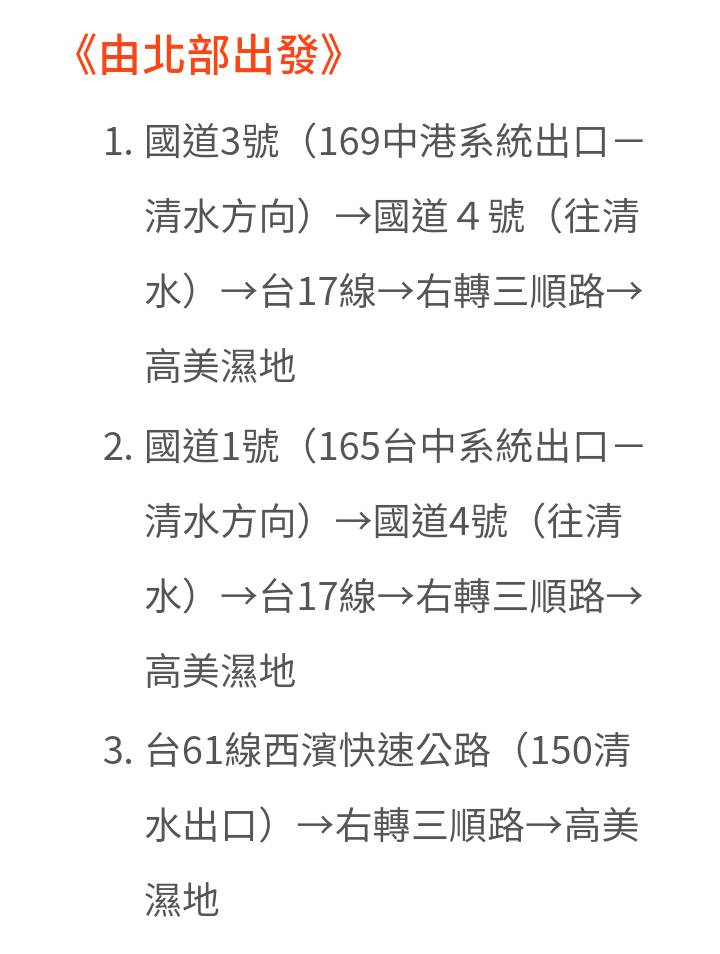 《由北部出發》
1. 國道3號（169中港系統出口－
清水方向）→國道４號（往清
水）→台17線→右轉三順路→
高美濕地
2. 國道1號（165台中系統出口－
清水方向）→國道4號（往清
水）→台17線→右轉三順路→
高美濕地
3. 台61線西濱快速公路（150清
水出口）→右轉三順路→高美
濕地